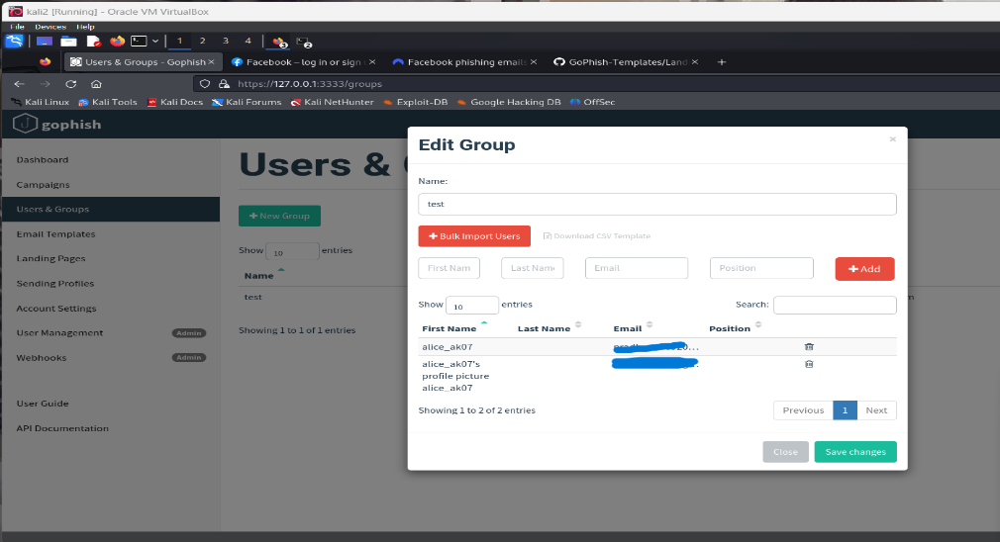 kali2 [Running] - Oracle VM VirtualBox
File Devices Help
1 2 3 4
Users & Groups - Gophish × Facebook – log in or sign × Facebook phishing emails × GoPhish-Templates/Land × +
https://127.0.0.1:3333/groups
Kali Linux Kali Tools Kali Docs Kali Forums Kali NetHunter Exploit-DB Google Hacking DB OffSec
gophish
Dashboard
Campaigns
Users & Groups
Email Templates
Landing Pages
Sending Profiles
Account Settings
User Management Admin
Webhooks Admin
User Guide
API Documentation
Users &
+ New Group
Show 10 entries
Name
test
Showing 1 to 1 of 1 entries
Edit Group ×
Name:
test
+ Bulk Import Users Download CSV Template
First Nam Last Name Email Position + Add
Show 10 entries Search:
First Name Last Name Email Position
alice_ak07
alice_ak07's
profile picture
alice_ak07
Showing 1 to 2 of 2 entries Previous 1 Next
Close Save changes